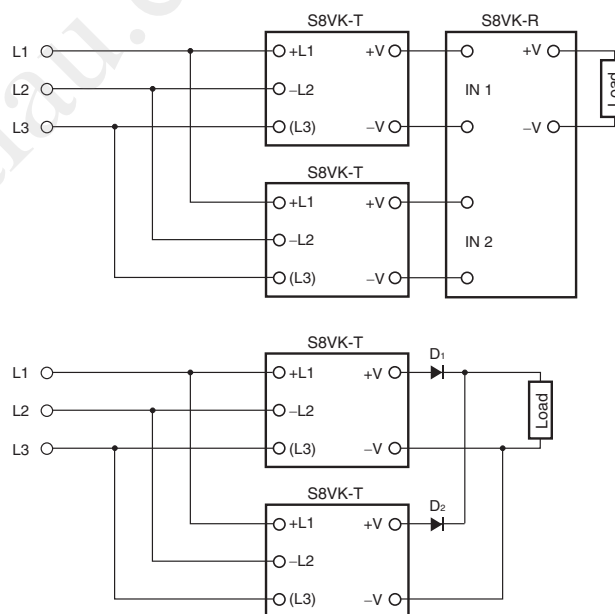 S8VK-T
S8VK-R
L1
+L1
+V
+V
L2
−L2
IN 1
Load
L3
(L3)
−V
−V
S8VK-T
+L1
+V
−L2
IN 2
(L3)
−V
S8VK-T
D1
L1
+L1
+V
L2
−L2
Load
L3
(L3)
−V
S8VK-T
D2
+L1
+V
−L2
(L3)
−V